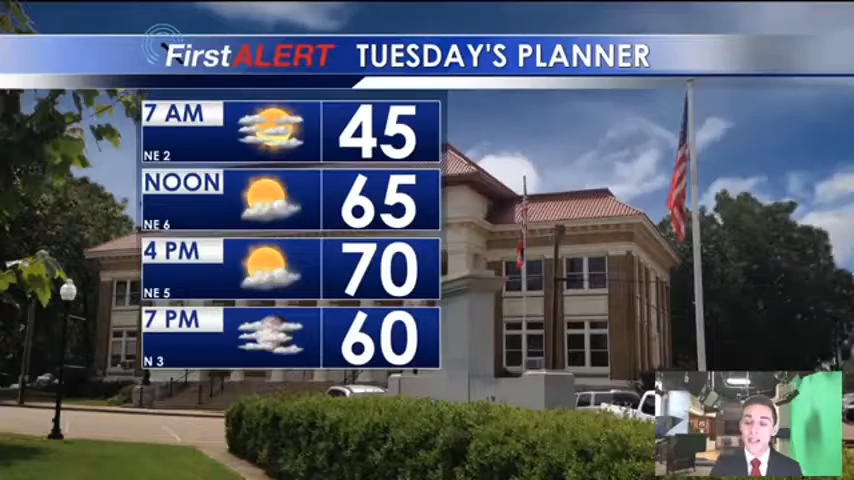 FirstALERT TUESDAY'S PLANNER
7 AM
NE 2
45
NOON
NE 6
65
4 PM
NE 5
70
7 PM
N 3
60